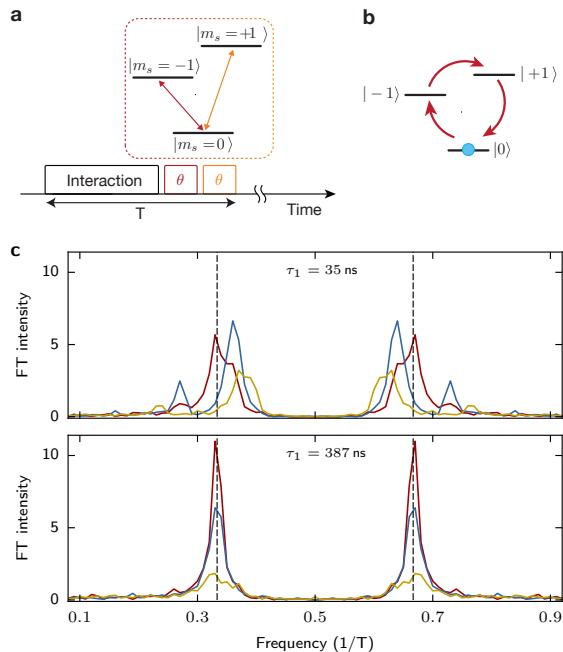 a
b
|m_s = +1⟩
|m_s = −1⟩
|m_s = 0⟩
| +1⟩
| −1⟩
|0⟩
Interaction θ θ
T Time
c
τ₁ = 35 ns
10
5
0
FT intensity
τ₁ = 387 ns
10
5
0
FT intensity
0.1 0.3 0.5 0.7 0.9
Frequency (1/T)